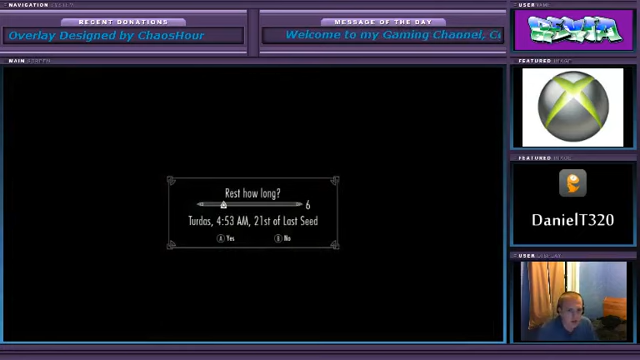 NAVIGATION
RECENT DONATIONS
Overlay Designed by ChaosHour
MESSAGE OF THE DAY
Welcome to my Gaming Channel; Co
MAIN SCREEN
Rest how long?
6
Turdas, 4:53 AM, 21st of Last Seed
A Yes
B No
USER
FEATURED
FEATURED
DanielT320
USER